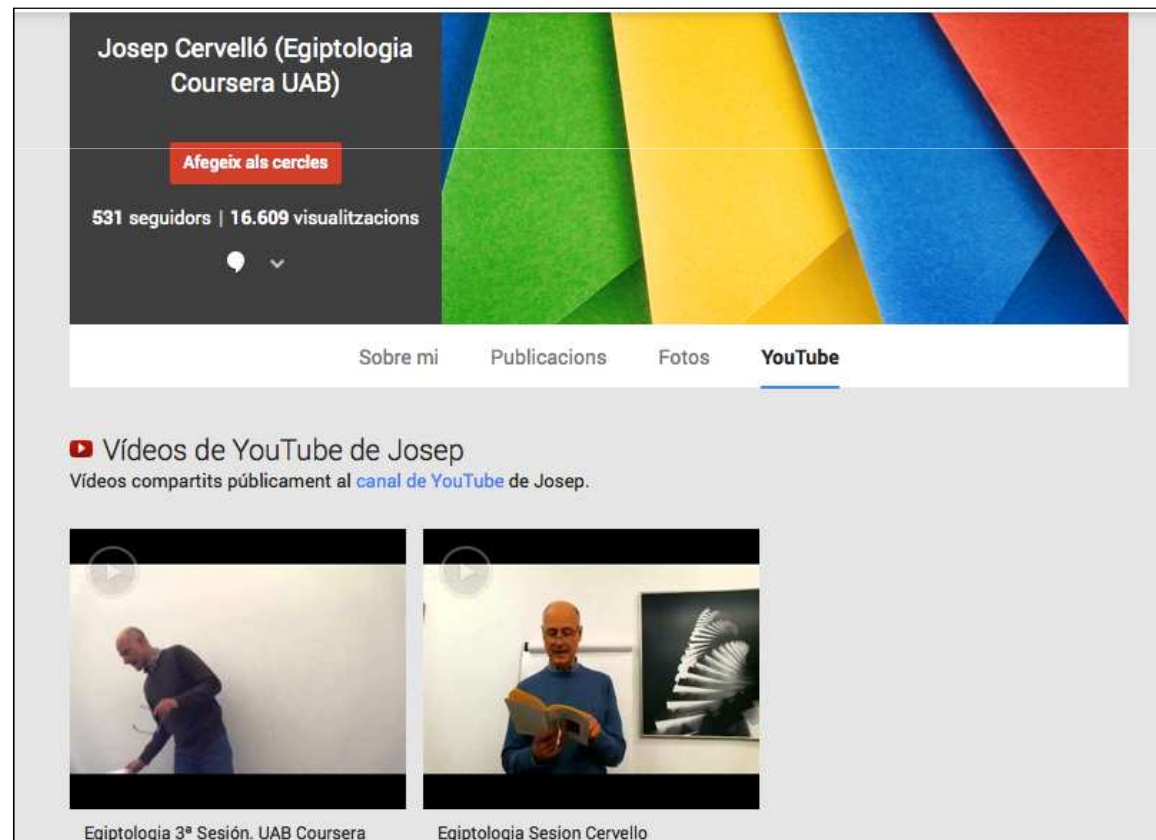 Josep Cervelló (Egiptologia
Coursera UAB)
Afegeix als cercles
531 seguidors | 16.609 visualitzacions
Sobre mi Publicacions Fotos YouTube
Vídeos de YouTube de Josep
Vídeos compartits públicament al canal de YouTube de Josep.
Egiptologia 3ª Sesión. UAB Coursera
Egiptologia Sesion Cervello